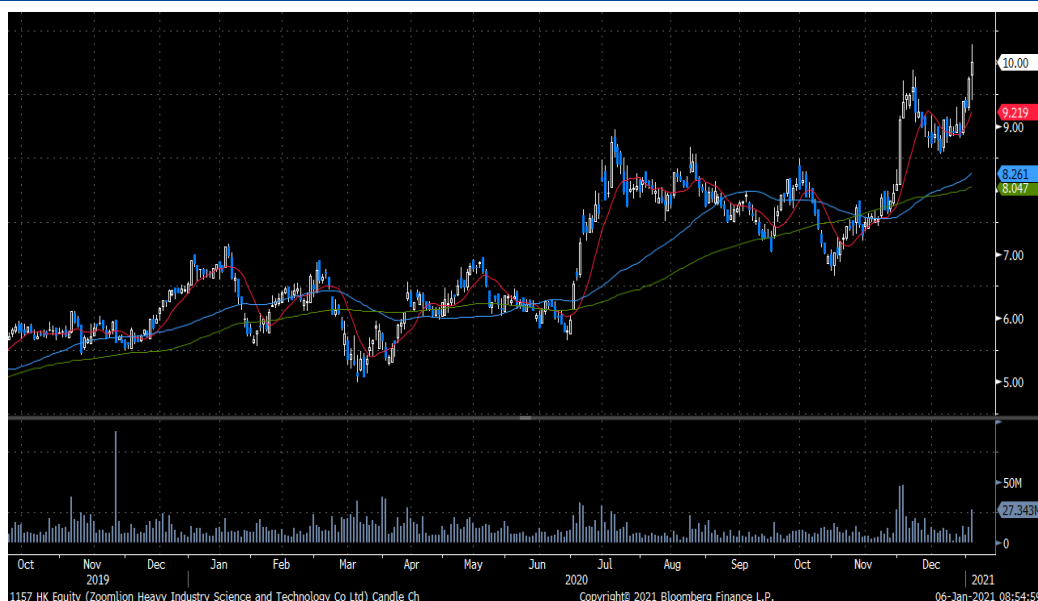 10.00
9.219
9.00
8.261
8.047
7.00
6.00
5.00
50M
27.343M
0
Oct Nov Dec Jan Feb Mar Apr May Jun Jul Aug Sep Oct Nov Dec
2019 2020 2021
1157 HK Equity (Zoomlion Heavy Industry Science and Technology Co Ltd) Candle Ch Copyright© 2021 Bloomberg Finance L.P. 06-Jan-2021 08:54:59